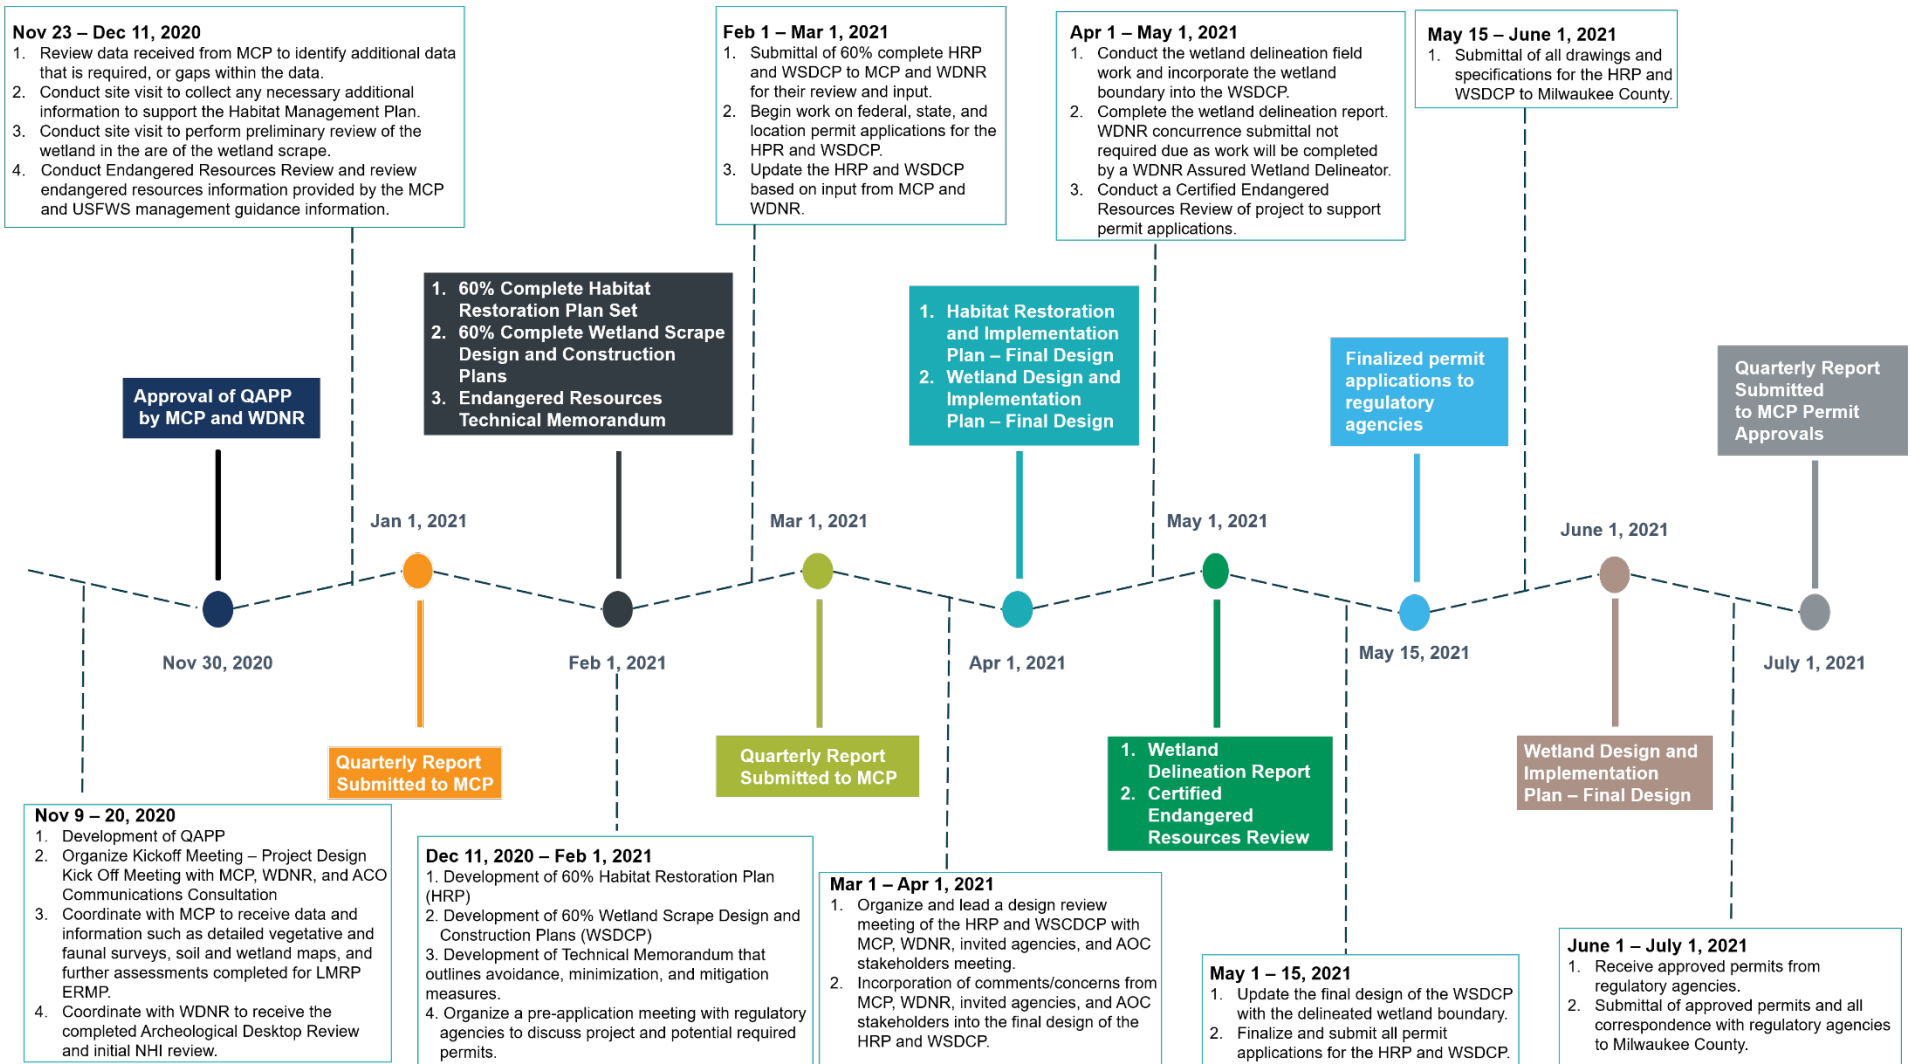 Nov 23 – Dec 11, 2020
1. Review data received from MCP to identify additional data
that is required, or gaps within the data.
2. Conduct site visit to collect any necessary additional
information to support the Habitat Management Plan.
3. Conduct site visit to perform preliminary review of the
wetland in the are of the wetland scrape.
4. Conduct Endangered Resources Review and review
endangered resources information provided by the MCP
and USFWS management guidance information.
Feb 1 – Mar 1, 2021
1. Submittal of 60% complete HRP
and WSDCP to MCP and WDNR
for their review and input.
2. Begin work on federal, state, and
location permit applications for the
HPR and WSDCP.
3. Update the HRP and WSDCP
based on input from MCP and
WDNR.
Apr 1 – May 1, 2021
1. Conduct the wetland delineation field
work and incorporate the wetland
boundary into the WSDCP.
2. Complete the wetland delineation report.
WDNR concurrence submittal not
required due as work will be completed
by a WDNR Assured Wetland Delineator.
3. Conduct a Certified Endangered
Resources Review of project to support
permit applications.
May 15 – June 1, 2021
1. Submittal of all drawings and
specifications for the HRP and
WSDCP to Milwaukee County.
Approval of QAPP
by MCP and WDNR
1. 60% Complete Habitat
Restoration Plan Set
2. 60% Complete Wetland Scrape
Design and Construction
Plans
3. Endangered Resources
Technical Memorandum
1. Habitat Restoration
and Implementation
Plan – Final Design
2. Wetland Design and
Implementation
Plan – Final Design
Finalized permit
applications to
regulatory
agencies
Quarterly Report
Submitted
to MCP Permit
Approvals
Jan 1, 2021
Mar 1, 2021
May 1, 2021
June 1, 2021
Nov 30, 2020
Feb 1, 2021
Apr 1, 2021
May 15, 2021
July 1, 2021
Quarterly Report
Submitted to MCP
Quarterly Report
Submitted to MCP
1. Wetland
Delineation Report
2. Certified
Endangered
Resources Review
Wetland Design and
Implementation
Plan – Final Design
Nov 9 – 20, 2020
1. Development of QAPP
2. Organize Kickoff Meeting – Project Design
Kick Off Meeting with MCP, WDNR, and ACO
Communications Consultation
3. Coordinate with MCP to receive data and
information such as detailed vegetative and
faunal surveys, soil and wetland maps, and
further assessments completed for LMRP
ERMP.
4. Coordinate with WDNR to receive the
completed Archeological Desktop Review
and initial NHI review.
Dec 11, 2020 – Feb 1, 2021
1. Development of 60% Habitat Restoration Plan
(HRP)
2. Development of 60% Wetland Scrape Design and
Construction Plans (WSDCP)
3. Development of Technical Memorandum that
outlines avoidance, minimization, and mitigation
measures.
4. Organize a pre-application meeting with regulatory
agencies to discuss project and potential required
permits.
Mar 1 – Apr 1, 2021
1. Organize and lead a design review
meeting of the HRP and WSCDCP with
MCP, WDNR, invited agencies, and AOC
stakeholders meeting.
2. Incorporation of comments/concerns from
MCP, WDNR, invited agencies, and AOC
stakeholders into the final design of the
HRP and WSDCP.
May 1 – 15, 2021
1. Update the final design of the WSDCP
with the delineated wetland boundary.
2. Finalize and submit all permit
applications for the HRP and WSDCP.
June 1 – July 1, 2021
1. Receive approved permits from
regulatory agencies.
2. Submittal of approved permits and all
correspondence with regulatory agencies
to Milwaukee County.